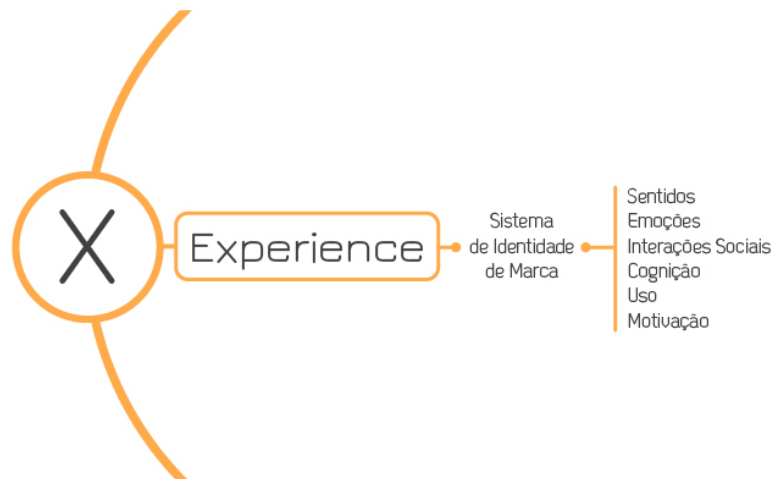 X
Experience
Sistema
de Identidade
de Marca
Sentidos
Emoções
Interações Sociais
Cognição
Uso
Motivação